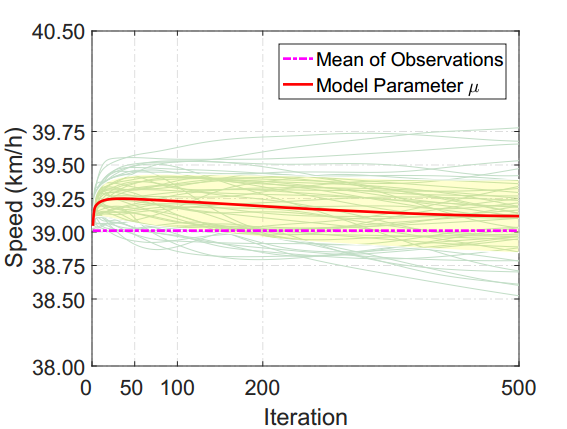 40.50
39.75
39.50
39.25
39.00
38.75
38.50
38.00
Speed (km/h)
Mean of Observations
Model Parameter μ
0 50 100 200 500
Iteration